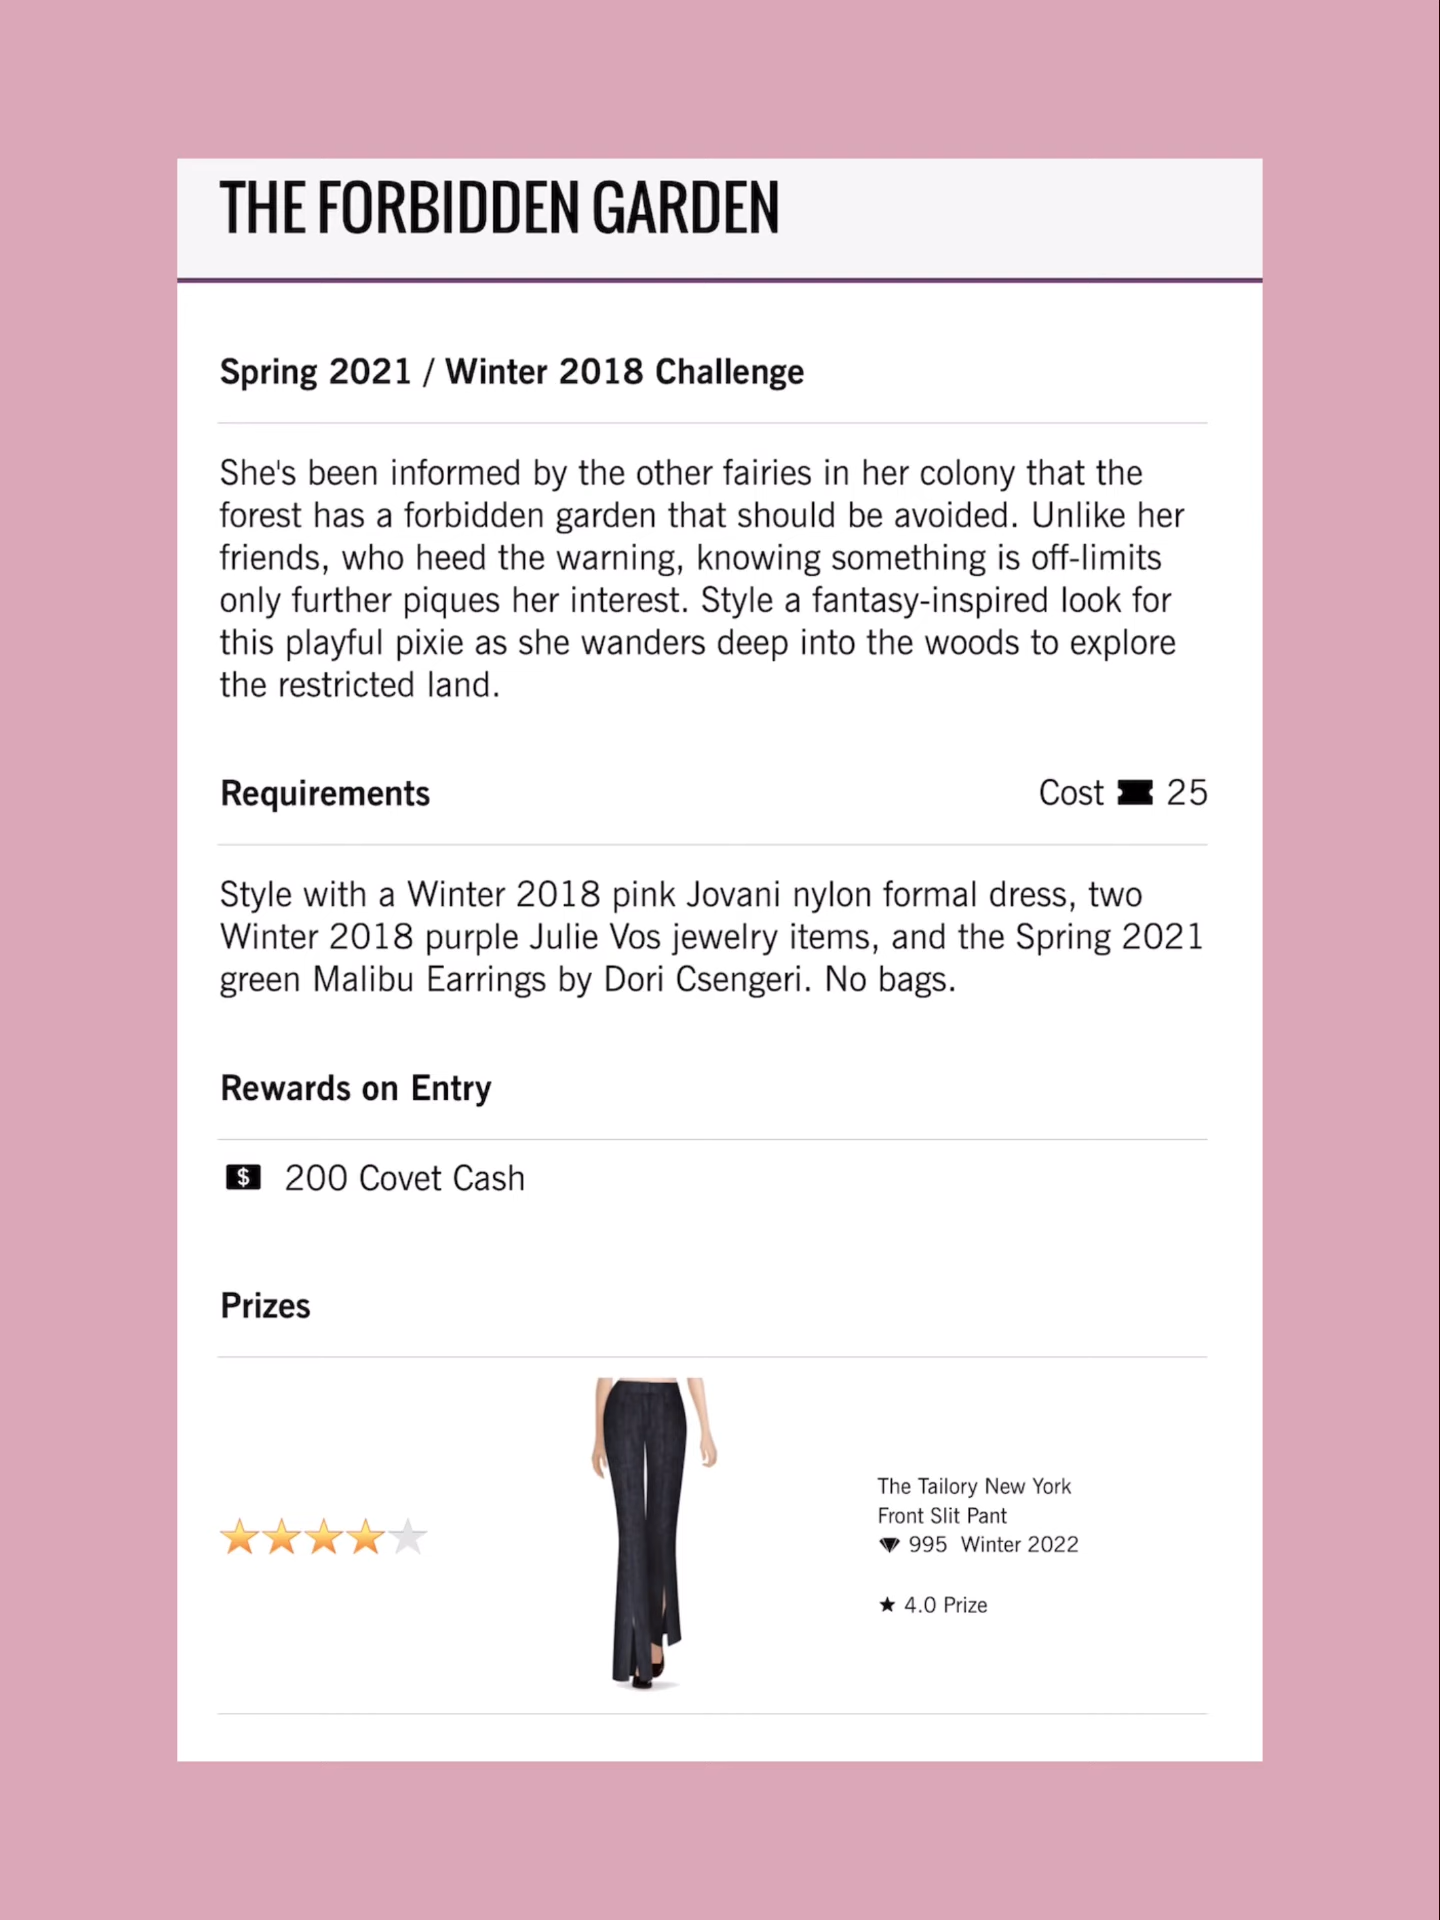 THE FORBIDDEN GARDEN
Spring 2021 / Winter 2018 Challenge
She's been informed by the other fairies in her colony that the
forest has a forbidden garden that should be avoided. Unlike her
friends, who heed the warning, knowing something is off-limits
only further piques her interest. Style a fantasy-inspired look for
this playful pixie as she wanders deep into the woods to explore
the restricted land.
Requirements
Cost 25
Style with a Winter 2018 pink Jovani nylon formal dress, two
Winter 2018 purple Julie Vos jewelry items, and the Spring 2021
green Malibu Earrings by Dori Csengeri. No bags.
Rewards on Entry
$ 200 Covet Cash
Prizes
The Tailory New York
Front Slit Pant
995 Winter 2022
★ 4.0 Prize